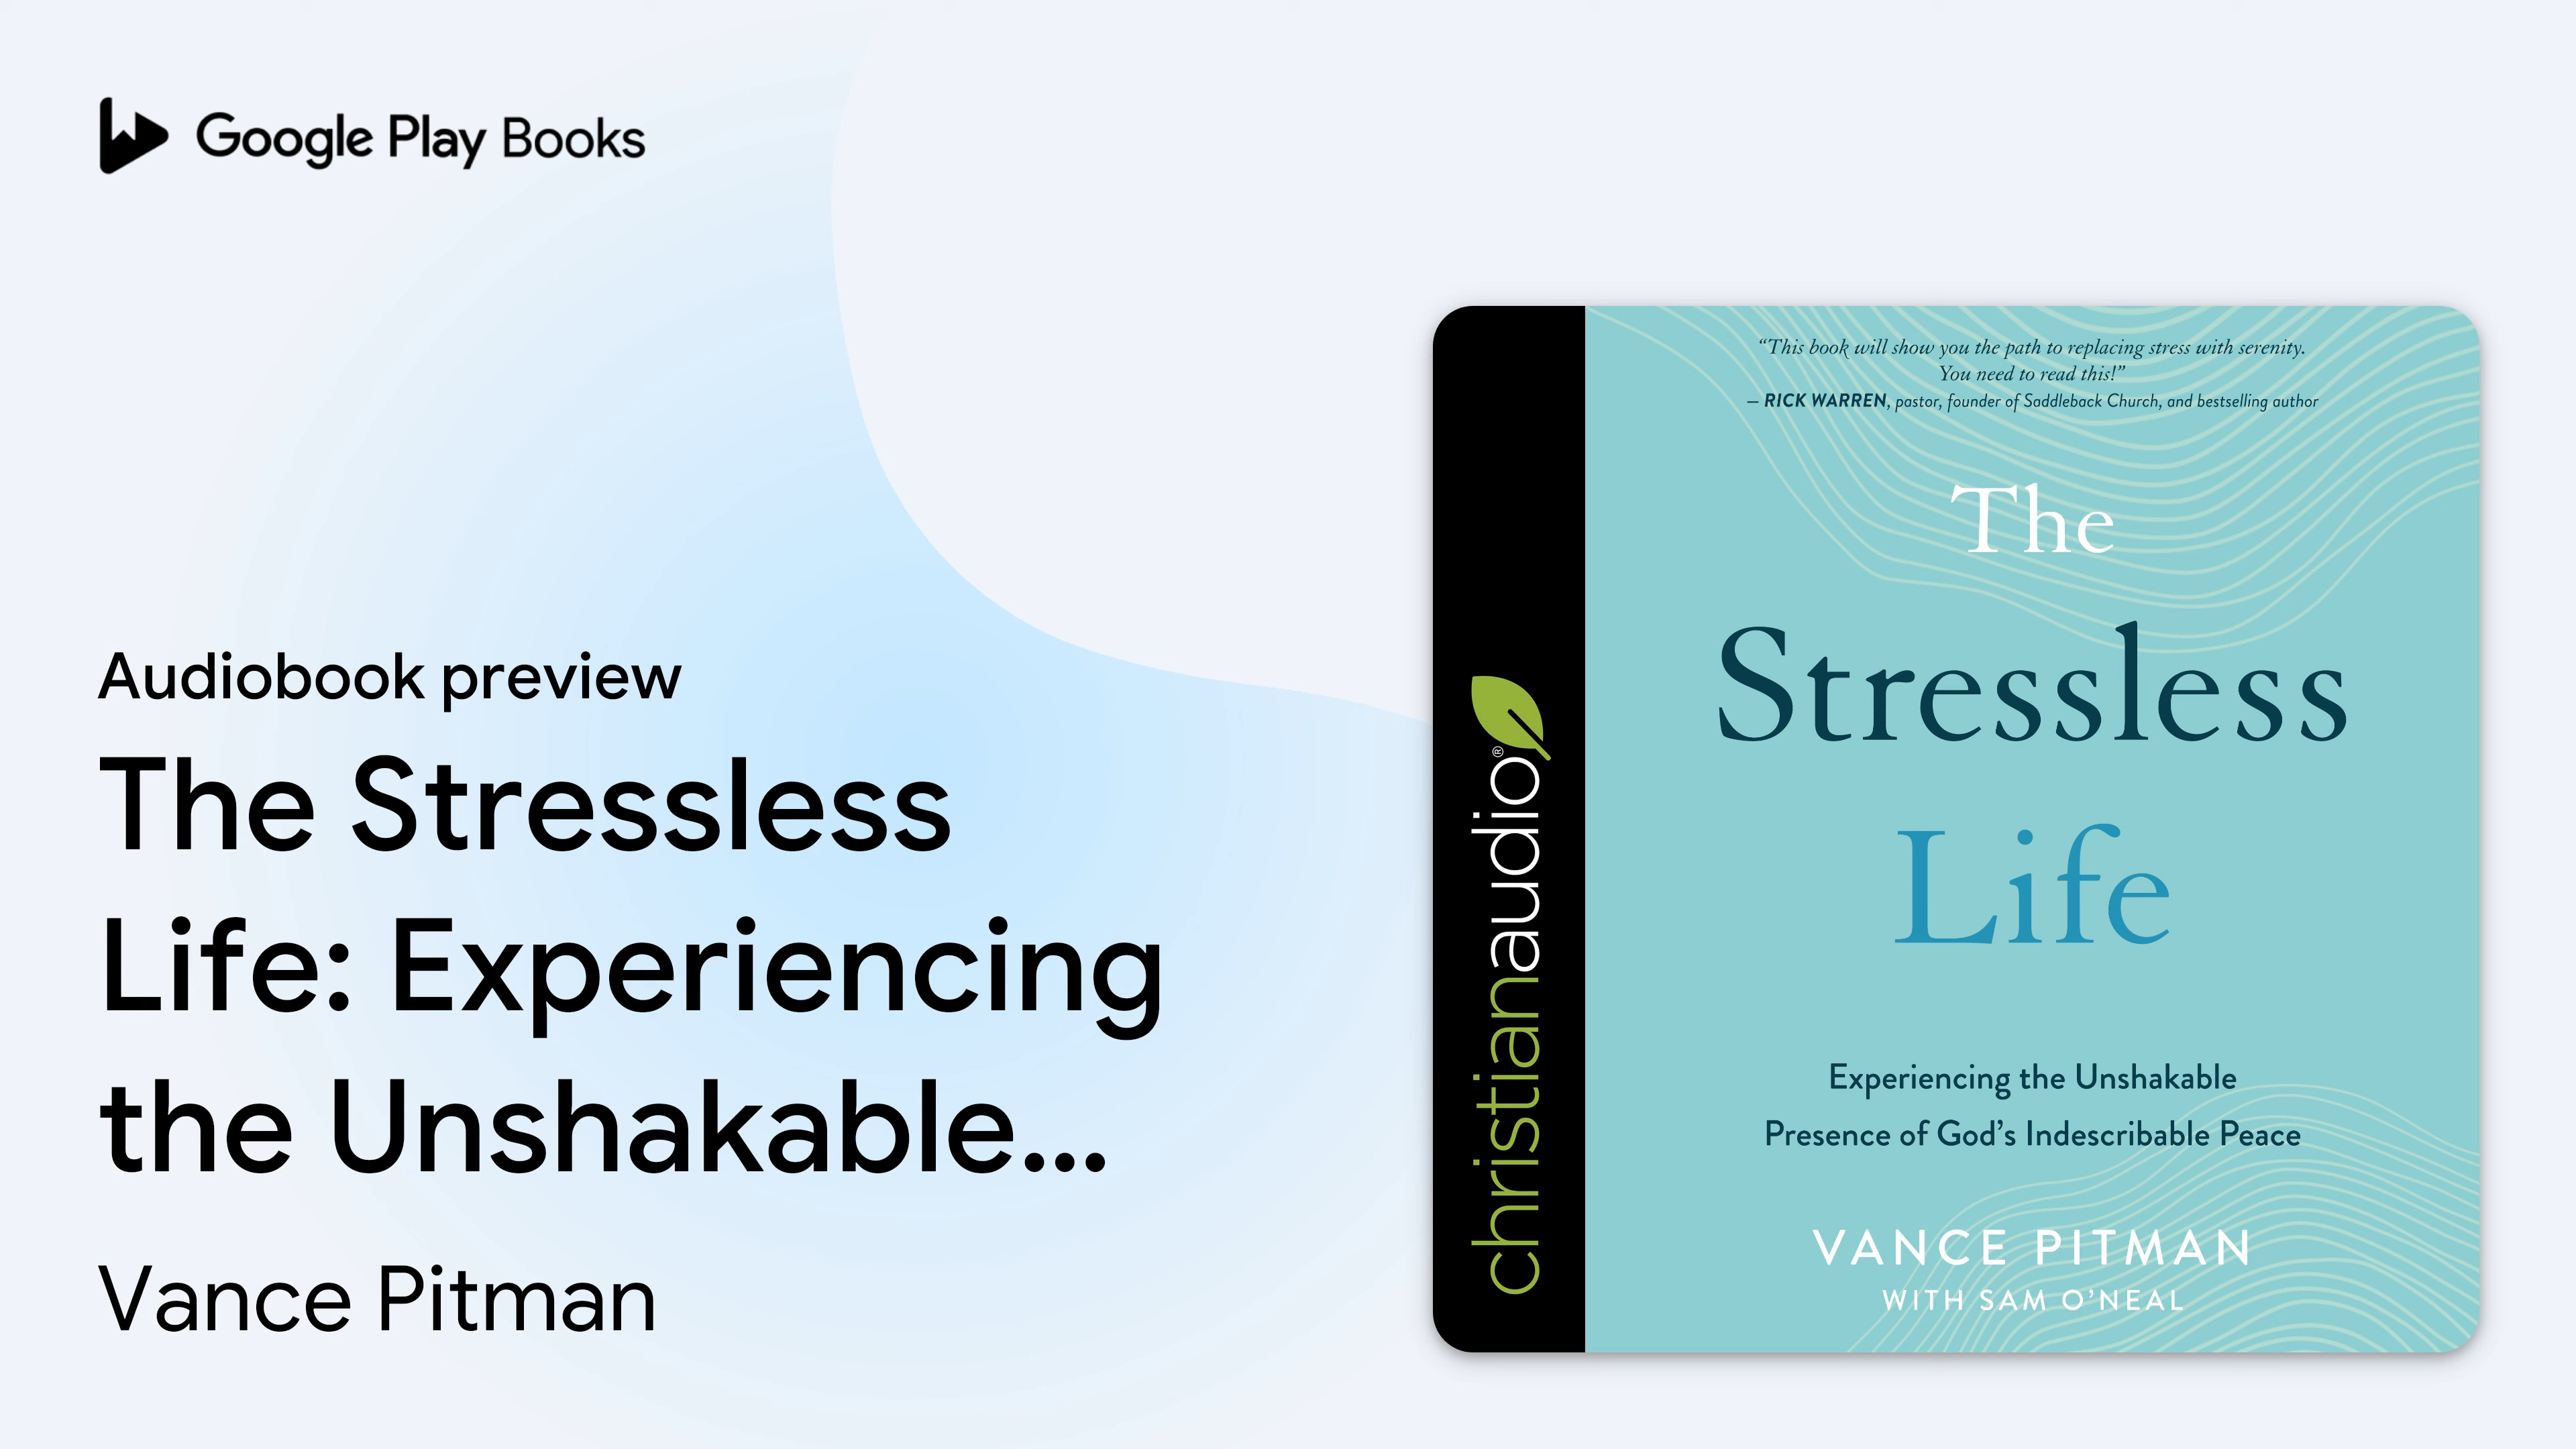 Google Play Books
Audiobook preview
The Stressless
Life: Experiencing
the Unshakable...
Vance Pitman
christianaudio®
“This book will show you the path to replacing stress with serenity.
You need to read this!”
– RICK WARREN, pastor, founder of Saddleback Church, and bestselling author
The
Stressless
Life
Experiencing the Unshakable
Presence of God’s Indescribable Peace
VANCE PITMAN
WITH SAM O’NEAL